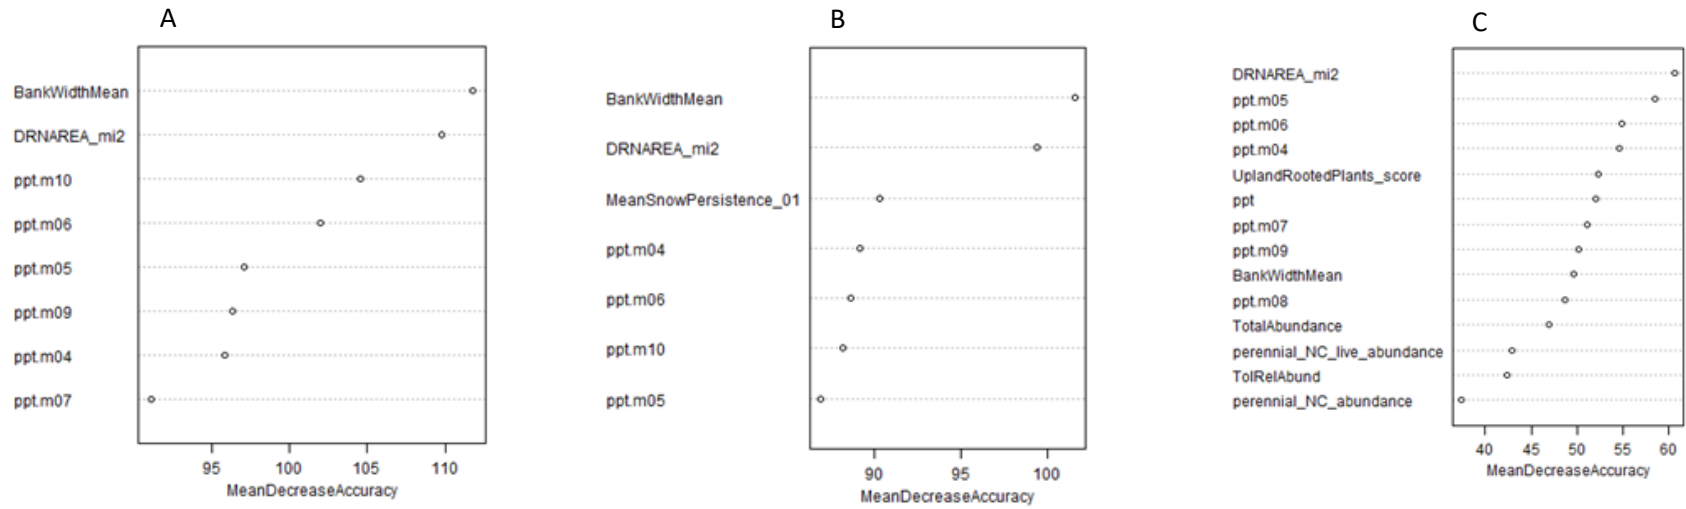 A
BankWidthMean
DRNAREA_mi2
ppt.m10
ppt.m06
ppt.m05
ppt.m09
ppt.m04
ppt.m07
95 100 105 110
MeanDecreaseAccuracy
B
BankWidthMean
DRNAREA_mi2
MeanSnowPersistence_01
ppt.m04
ppt.m06
ppt.m10
ppt.m05
90 95 100
MeanDecreaseAccuracy
C
DRNAREA_mi2
ppt.m05
ppt.m06
ppt.m04
UplandRootedPlants_score
ppt
ppt.m07
ppt.m09
BankWidthMean
ppt.m08
TotalAbundance
perennial_NC_live_abundance
TolRelAbund
perennial_NC_abundance
40 45 50 55 60
MeanDecreaseAccuracy